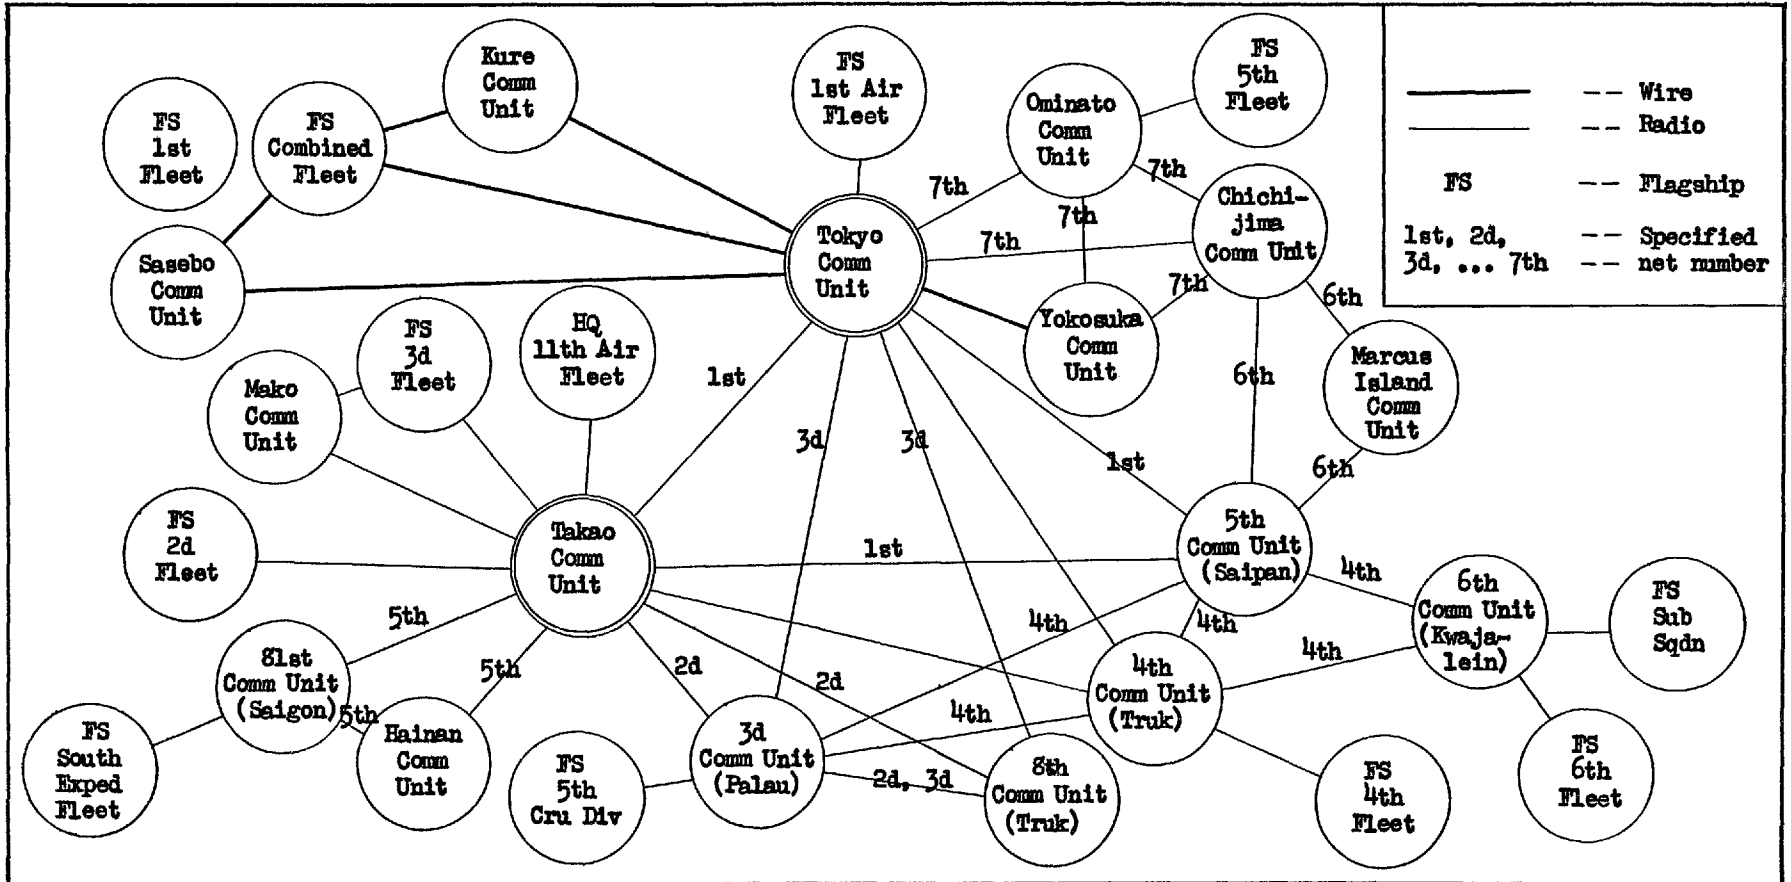 Kure
Comm
Unit
FS
1st
Fleet
FS
Combined
Fleet
Sasebo
Comm
Unit
FS
1st Air
Fleet
Tokyo
Comm
Unit
Ominato
Comm
Unit
FS
5th
Fleet
Chichi-
jima
Comm Unit
Yokosuka
Comm
Unit
Marcus
Island
Comm
Unit
7th
7th
7th
7th
7th
6th
6th
6th
-- Wire
-- Radio
FS -- Flagship
1st, 2d, -- Specified
3d, ... 7th -- net number
FS
3d
Fleet
HQ
11th Air
Fleet
Mako
Comm
Unit
FS
2d
Fleet
Takao
Comm
Unit
1st
3d
3d
1st
1st
5th
Comm Unit
(Saipan)
6th
Comm Unit
(Kwaja-
lein)
FS
Sub
Sqdn
4th
4th
4th
4th
4th
5th
5th
5th
2d
2d
2d, 3d
81st
Comm Unit
(Saigon)
Hainan
Comm
Unit
FS
South
Exped
Fleet
FS
5th
Cru Div
3d
Comm Unit
(Palau)
8th
Comm Unit
(Truk)
4th
Comm Unit
(Truk)
FS
4th
Fleet
FS
6th
Fleet